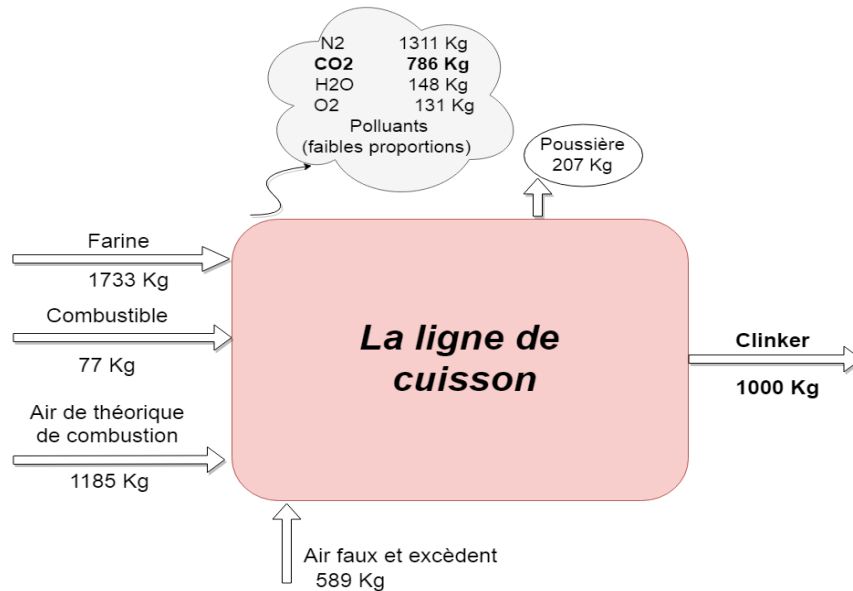 N2 1311 Kg
CO2 786 Kg
H2O 148 Kg
O2 131 Kg
Polluants
(faibles proportions)
Poussière
207 Kg
Farine
1733 Kg
Combustible
77 Kg
Air de théorique
de combustion
1185 Kg
La ligne de
cuisson
Clinker
1000 Kg
Air faux et excèdent
589 Kg